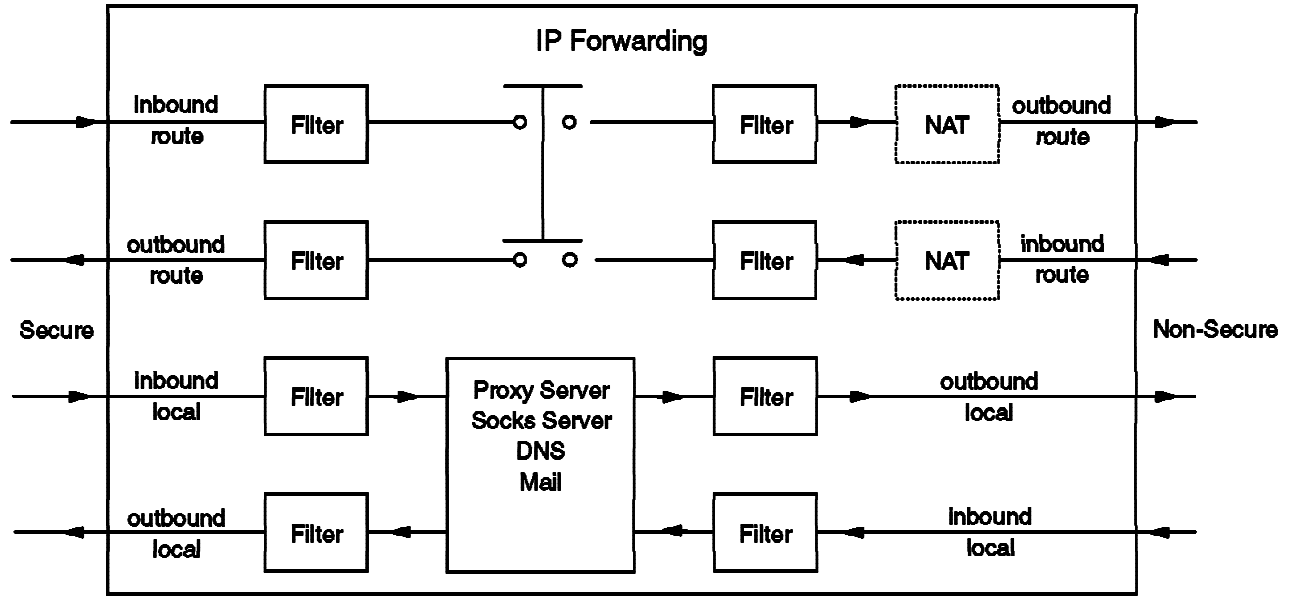 IP Forwarding
inbound
route
Filter
Filter
NAT
outbound
route
outbound
route
Filter
Filter
NAT
inbound
route
Secure
Non-Secure
inbound
local
Filter
Proxy Server
Socks Server
DNS
Mail
Filter
outbound
local
outbound
local
Filter
Filter
inbound
local